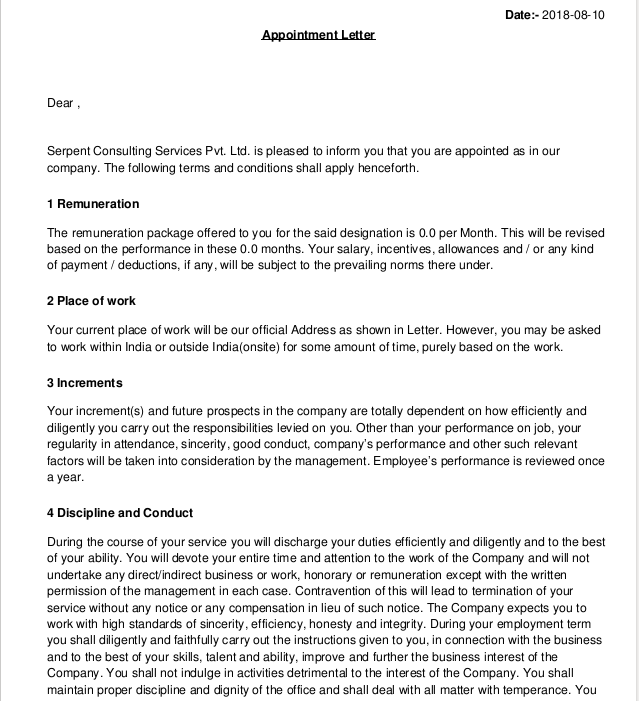 Date:- 2018-08-10
Appointment Letter
Dear ,
Serpent Consulting Services Pvt. Ltd. is pleased to inform you that you are appointed as in our
company. The following terms and conditions shall apply henceforth.
1 Remuneration
The remuneration package offered to you for the said designation is 0.0 per Month. This will be revised
based on the performance in these 0.0 months. Your salary, incentives, allowances and / or any kind
of payment / deductions, if any, will be subject to the prevailing norms there under.
2 Place of work
Your current place of work will be our official Address as shown in Letter. However, you may be asked
to work within India or outside India(onsite) for some amount of time, purely based on the work.
3 Increments
Your increment(s) and future prospects in the company are totally dependent on how efficiently and
diligently you carry out the responsibilities levied on you. Other than your performance on job, your
regularity in attendance, sincerity, good conduct, company's performance and other such relevant
factors will be taken into consideration by the management. Employee's performance is reviewed once
a year.
4 Discipline and Conduct
During the course of your service you will discharge your duties efficiently and diligently and to the best
of your ability. You will devote your entire time and attention to the work of the Company and will not
undertake any direct/indirect business or work, honorary or remuneration except with the written
permission of the management in each case. Contravention of this will lead to termination of your
service without any notice or any compensation in lieu of such notice. The Company expects you to
work with high standards of sincerity, efficiency, honesty and integrity. During your employment term
you shall diligently and faithfully carry out the instructions given to you, in connection with the business
and to the best of your skills, talent and ability, improve and further the business interest of the
Company. You shall not indulge in activities detrimental to the interest of the Company. You shall
maintain proper discipline and dignity of the office and shall deal with all matter with temperance. You